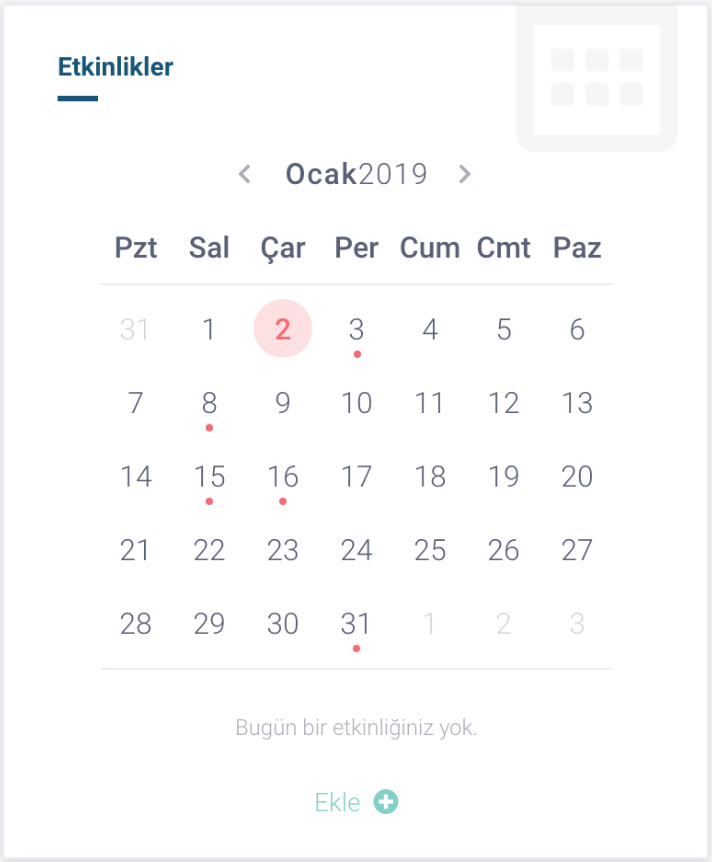 Etkinlikler
Ocak2019
Pzt Sal Çar Per Cum Cmt Paz
31 1 2 3 4 5 6
7 8 9 10 11 12 13
14 15 16 17 18 19 20
21 22 23 24 25 26 27
28 29 30 31 1 2 3
Bugün bir etkinliğiniz yok.
Ekle